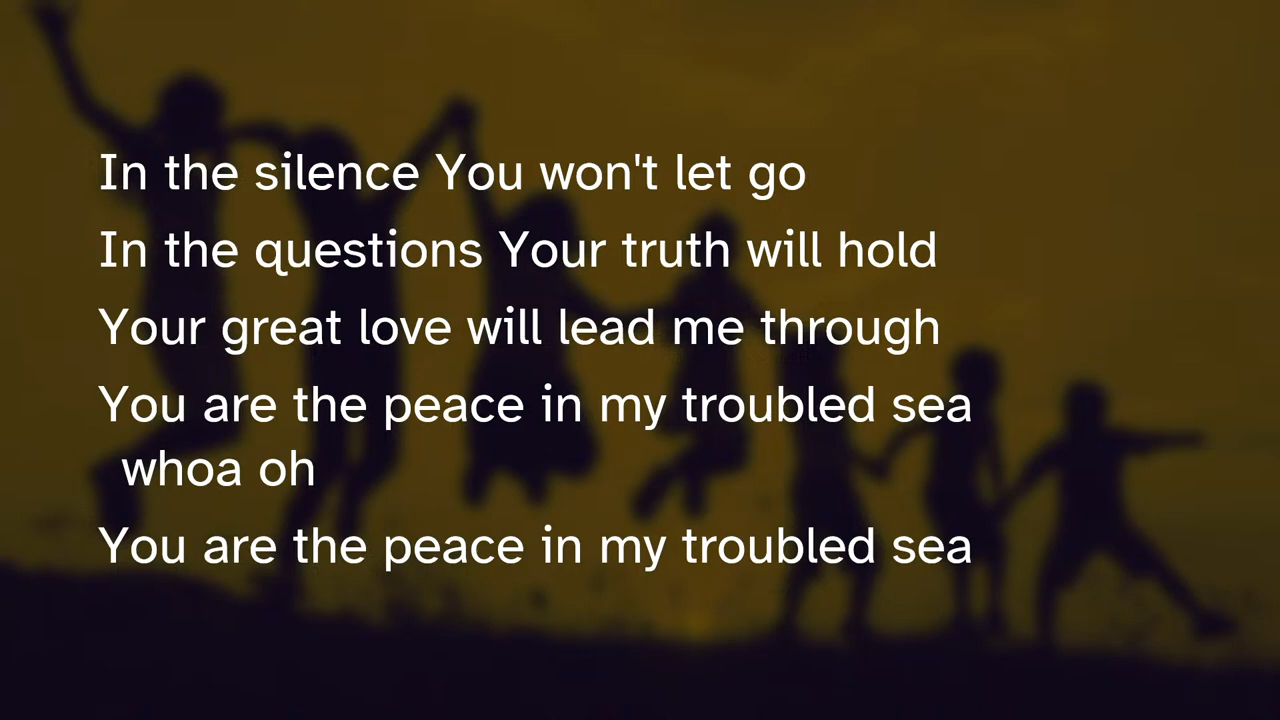 In the silence You won't let go
In the questions Your truth will hold
Your great love will lead me through
You are the peace in my troubled sea
whoa oh
You are the peace in my troubled sea